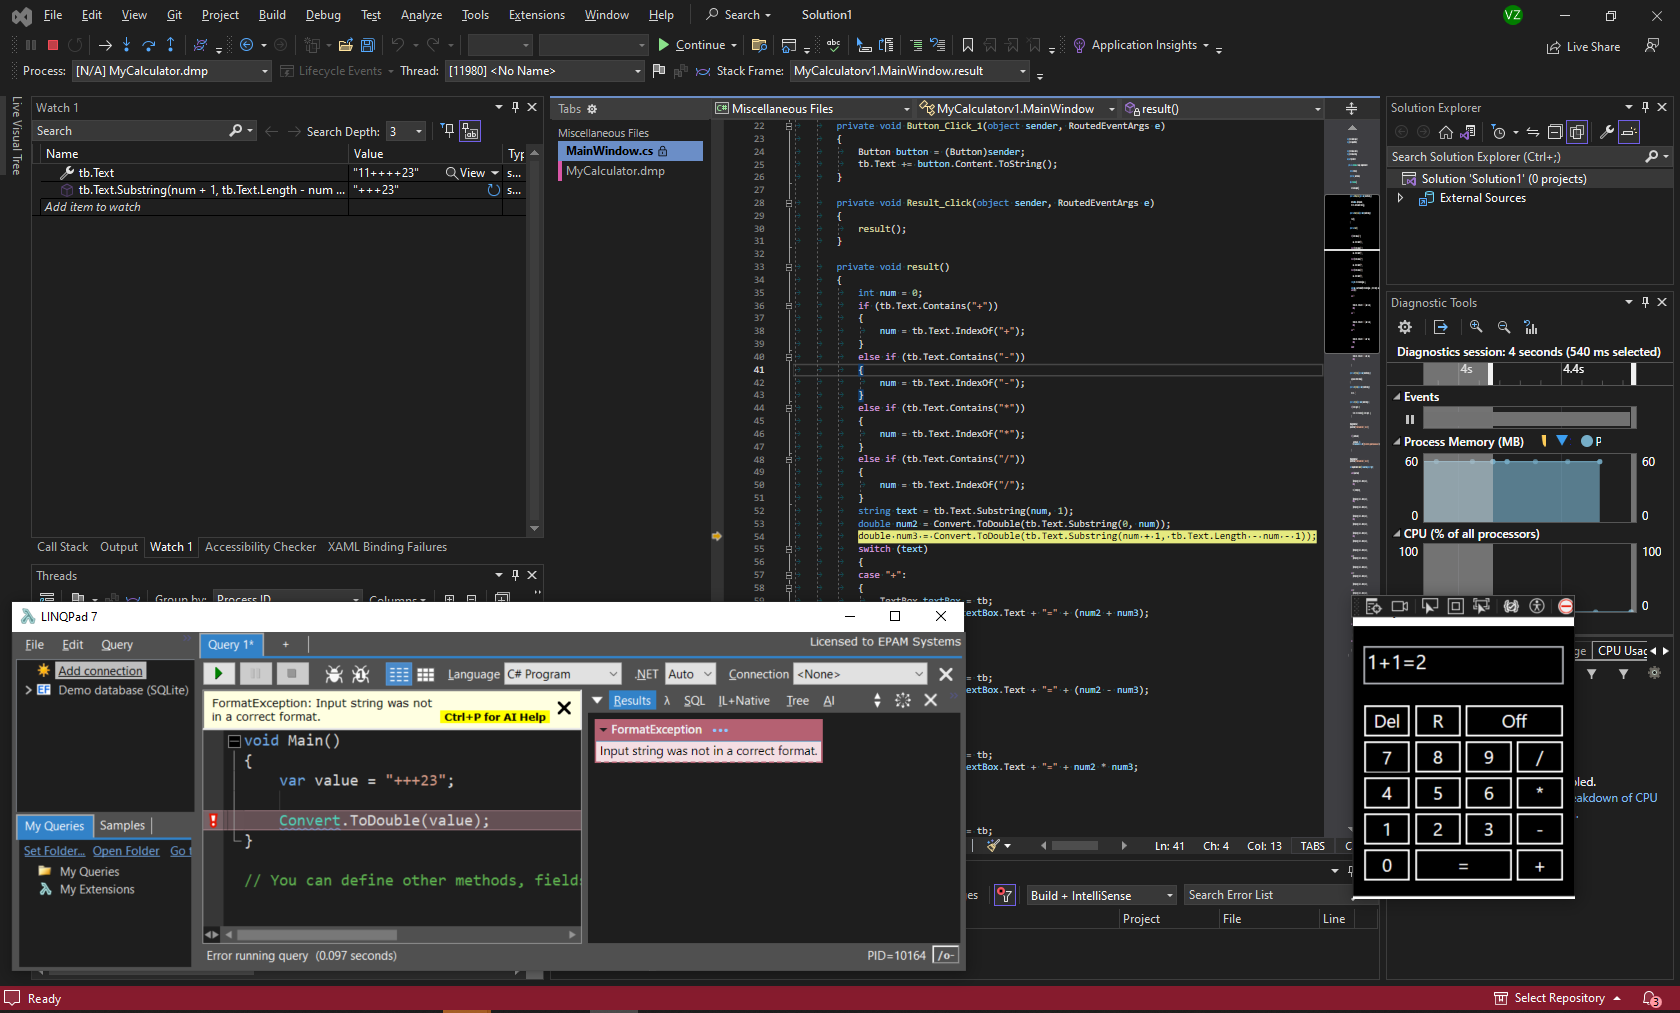 File Edit View Git Project Build Debug Test Analyze Tools Extensions Window Help Search Solution1 VZ
Continue Application Insights Live Share
Process: [N/A] MyCalculator.dmp Lifecycle Events Thread: [11980] <No Name> Stack Frame: MyCalculatorv1.MainWindow.result
Live Visual Tree
Watch 1
Search Search Depth: 3
Name Value Typ
tb.Text "11++++23" View s...
tb.Text.Substring(num + 1, tb.Text.Length - num ... "+++23" s...
Add item to watch
Call Stack Output Watch 1 Accessibility Checker XAML Binding Failures
Threads
Group by: Process ID Columns
Tabs
Miscellaneous Files
MainWindow.cs
MyCalculator.dmp
C# Miscellaneous Files MyCalculatorv1.MainWindow result()
22 private void Button_Click_1(object sender, RoutedEventArgs e)
23 {
24 Button button = (Button)sender;
25 tb.Text += button.Content.ToString();
26 }
27
28 private void Result_click(object sender, RoutedEventArgs e)
29 {
30 result();
31 }
32
33 private void result()
34 {
35 int num = 0;
36 if (tb.Text.Contains("+"))
37 {
38 num = tb.Text.IndexOf("+");
39 }
40 else if (tb.Text.Contains("-"))
41 {
42 num = tb.Text.IndexOf("-");
43 }
44 else if (tb.Text.Contains("*"))
45 {
46 num = tb.Text.IndexOf("*");
47 }
48 else if (tb.Text.Contains("/"))
49 {
50 num = tb.Text.IndexOf("/");
51 }
52 string text = tb.Text.Substring(num, 1);
53 double num2 = Convert.ToDouble(tb.Text.Substring(0, num));
54 double num3 = Convert.ToDouble(tb.Text.Substring(num + 1, tb.Text.Length - num - 1));
55 switch (text)
56 {
57 case "+":
58 {
= tb;
extBox.Text + "=" + (num2 + num3);
= tb;
extBox.Text + "=" + (num2 - num3);
= tb;
extBox.Text + "=" + num2 * num3;
= tb;
Ln: 41 Ch: 4 Col: 13 TABS C
es Build + IntelliSense Search Error List
Project File Line
Solution Explorer
Search Solution Explorer (Ctrl+;)
Solution 'Solution1' (0 projects)
External Sources
Diagnostic Tools
Diagnostics session: 4 seconds (540 ms selected)
4s 4.4s
Events
Process Memory (MB) P
60 60
0 0
CPU (% of all processors)
100 100
0
ge CPU Usag
bled.
eakdown of CPU
1+1=2
Del R Off
7 8 9 /
4 5 6 *
1 2 3 -
0 = +
LINQPad 7
File Edit Query Query 1* + Licensed to EPAM Systems
Add connection
Demo database (SQLite)
Language C# Program .NET Auto Connection <None>
FormatException: Input string was not
in a correct format. Ctrl+P for AI Help
void Main()
{
var value = "+++23";
Convert.ToDouble(value);
}
// You can define other methods, fields
Results λ SQL IL+Native Tree AI
FormatException
Input string was not in a correct format.
My Queries Samples
Set Folder... Open Folder Go t
My Queries
My Extensions
Error running query (0.097 seconds) PID=10164 /o-
Ready Select Repository 3